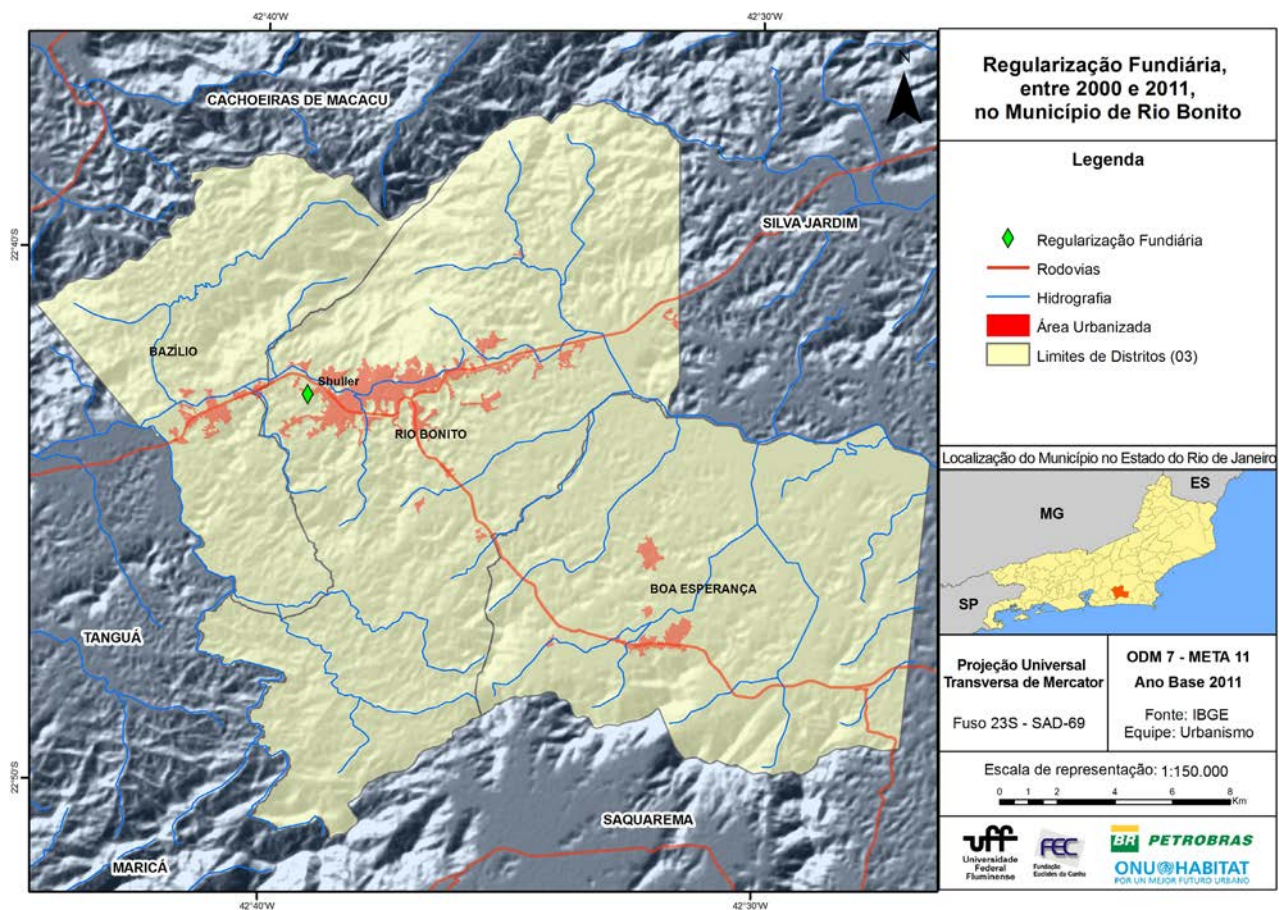 42°40'W
42°30'W
N
CACHOEIRAS DE MACACU
SILVA JARDIM
22°40'S
BAZÍLIO
Shuller
RIO BONITO
BOA ESPERANÇA
TANGUÁ
22°50'S
SAQUAREMA
MARICÁ
42°40'W
42°30'W
Regularização Fundiária,
entre 2000 e 2011,
no Município de Rio Bonito
Legenda
Regularização Fundiária
Rodovias
Hidrografia
Área Urbanizada
Limites de Distritos (03)
Localização do Município no Estado do Rio de Janeiro
ES
MG
SP
Projeção Universal
Transversa de Mercator
Fuso 23S - SAD-69
ODM 7 - META 11
Ano Base 2011
Fonte: IBGE
Equipe: Urbanismo
Escala de representação: 1:150.000
0 1 2 4 6 8
Km
uff
Universidade
Federal
Fluminense
FEC
Fundação
Euclides da Cunha
BR PETROBRAS
ONU HABITAT
POR UN MEJOR FUTURO URBANO